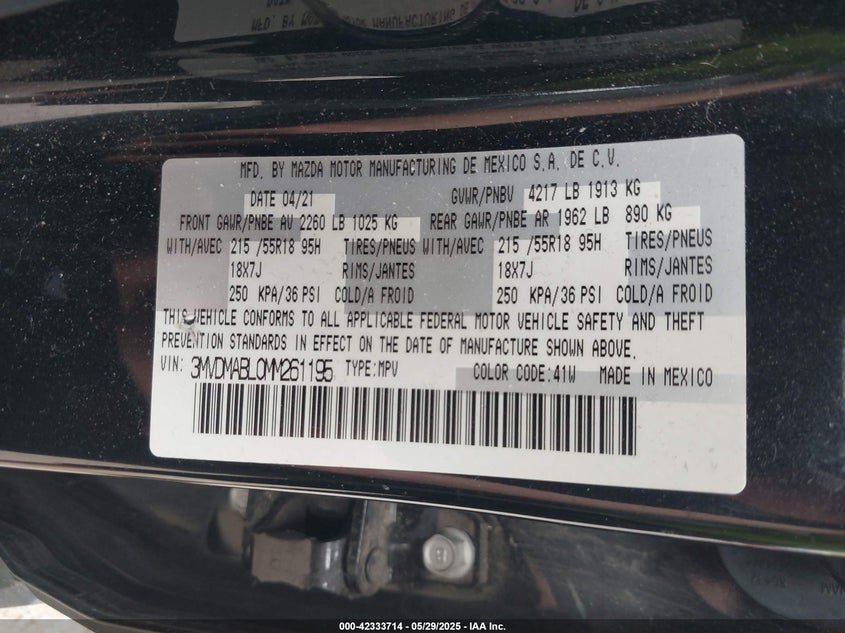 MFD. BY MAZDA MOTOR MANUFACTURING DE MEXICO S.A. DE C.V.
DATE 04/21 GVWR/PNBV 4217 LB 1913 KG
FRONT GAWR/PNBE AV 2260 LB 1025 KG REAR GAWR/PNBE AR 1962 LB 890 KG
WITH/AVEC 215 /55R18 95H TIRES/PNEUS WITH/AVEC 215 /55R18 95H TIRES/PNEUS
18X7J RIMS/JANTES 18X7J RIMS/JANTES
250 KPA/36 PSI COLD/A FROID 250 KPA/36 PSI COLD/A FROID
THIS VEHICLE CONFORMS TO ALL APPLICABLE FEDERAL MOTOR VEHICLE SAFETY AND THEFT
PREVENTION STANDARDS IN EFFECT ON THE DATE OF MANUFACTURE SHOWN ABOVE.
VIN: 3MVDMABL0MM261195 TYPE:MPV COLOR CODE:41W MADE IN MEXICO
000-42333714 - 05/29/2025 - IAA Inc.